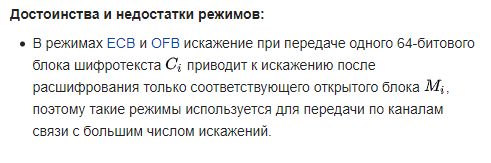 Достоинства и недостатки режимов:
• В режимах ECB и OFB искажение при передаче одного 64-битового
блока шифротекста C_i приводит к искажению после
расшифрования только соответствующего открытого блока M_i,
поэтому такие режимы используется для передачи по каналам
связи с большим числом искажений.